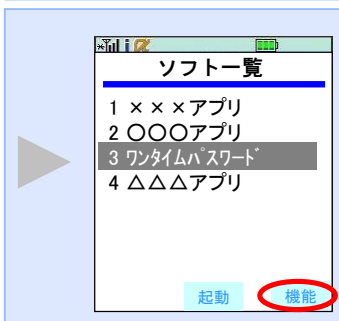 ソフト一覧
1 ×××アプリ
2 〇〇〇アプリ
3 ﾜﾝﾀｲﾑﾊﾟｽﾜｰﾄﾞ
4 △△△アプリ
起動 機能